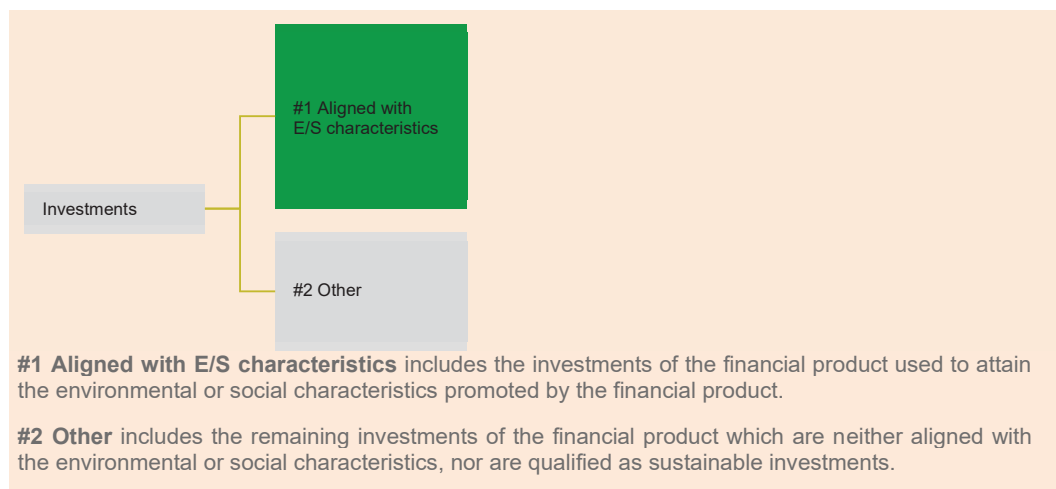 #1 Aligned with
E/S characteristics
Investments
#2 Other
#1 Aligned with E/S characteristics includes the investments of the financial product used to attain
the environmental or social characteristics promoted by the financial product.
#2 Other includes the remaining investments of the financial product which are neither aligned with
the environmental or social characteristics, nor are qualified as sustainable investments.